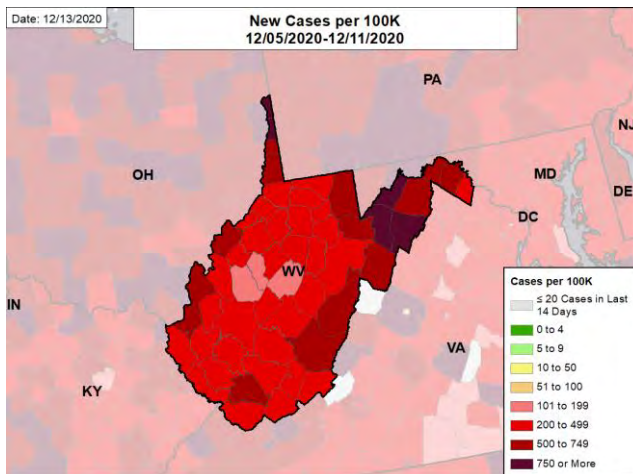 Date: 12/13/2020
New Cases per 100K
12/05/2020-12/11/2020
PA
NJ
OH
MD
DE
DC
WV
IN
VA
KY
Cases per 100K
≤ 20 Cases in Last
14 Days
0 to 4
5 to 9
10 to 50
51 to 100
101 to 199
200 to 499
500 to 749
750 or More